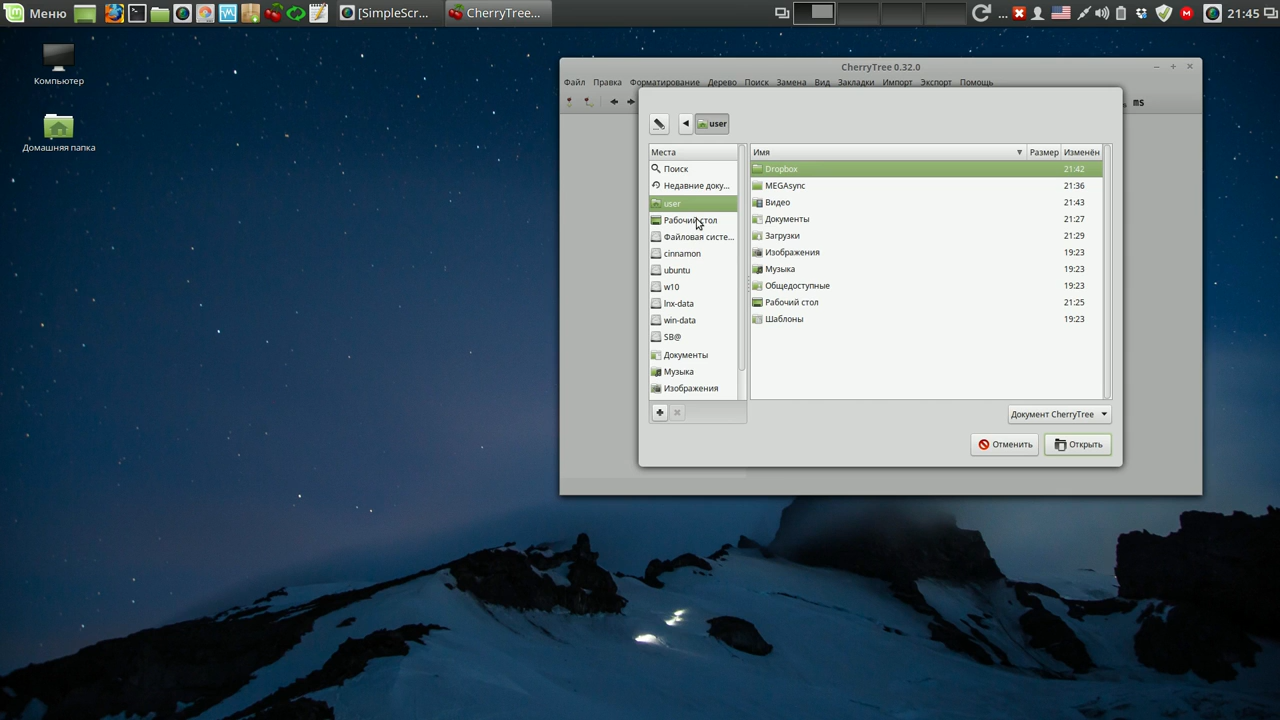 Меню
[SimpleScr...
CherryTree...
...
21:45
Компьютер
Домашняя папка
CherryTree 0.32.0
Файл Правка Форматирование Дерево Поиск Замена Вид Закладки Импорт Экспорт Помощь
ms
user
Места
Поиск
Недавние доку...
user
Рабочий стол
Файловая систе...
cinnamon
ubuntu
w10
lnx-data
win-data
SB@
Документы
Музыка
Изображения
Имя Размер Изменён
Dropbox 21:42
MEGAsync 21:36
Видео 21:43
Документы 21:27
Загрузки 21:29
Изображения 19:23
Музыка 19:23
Общедоступные 19:23
Рабочий стол 21:25
Шаблоны 19:23
Документ CherryTree
Отменить Открыть